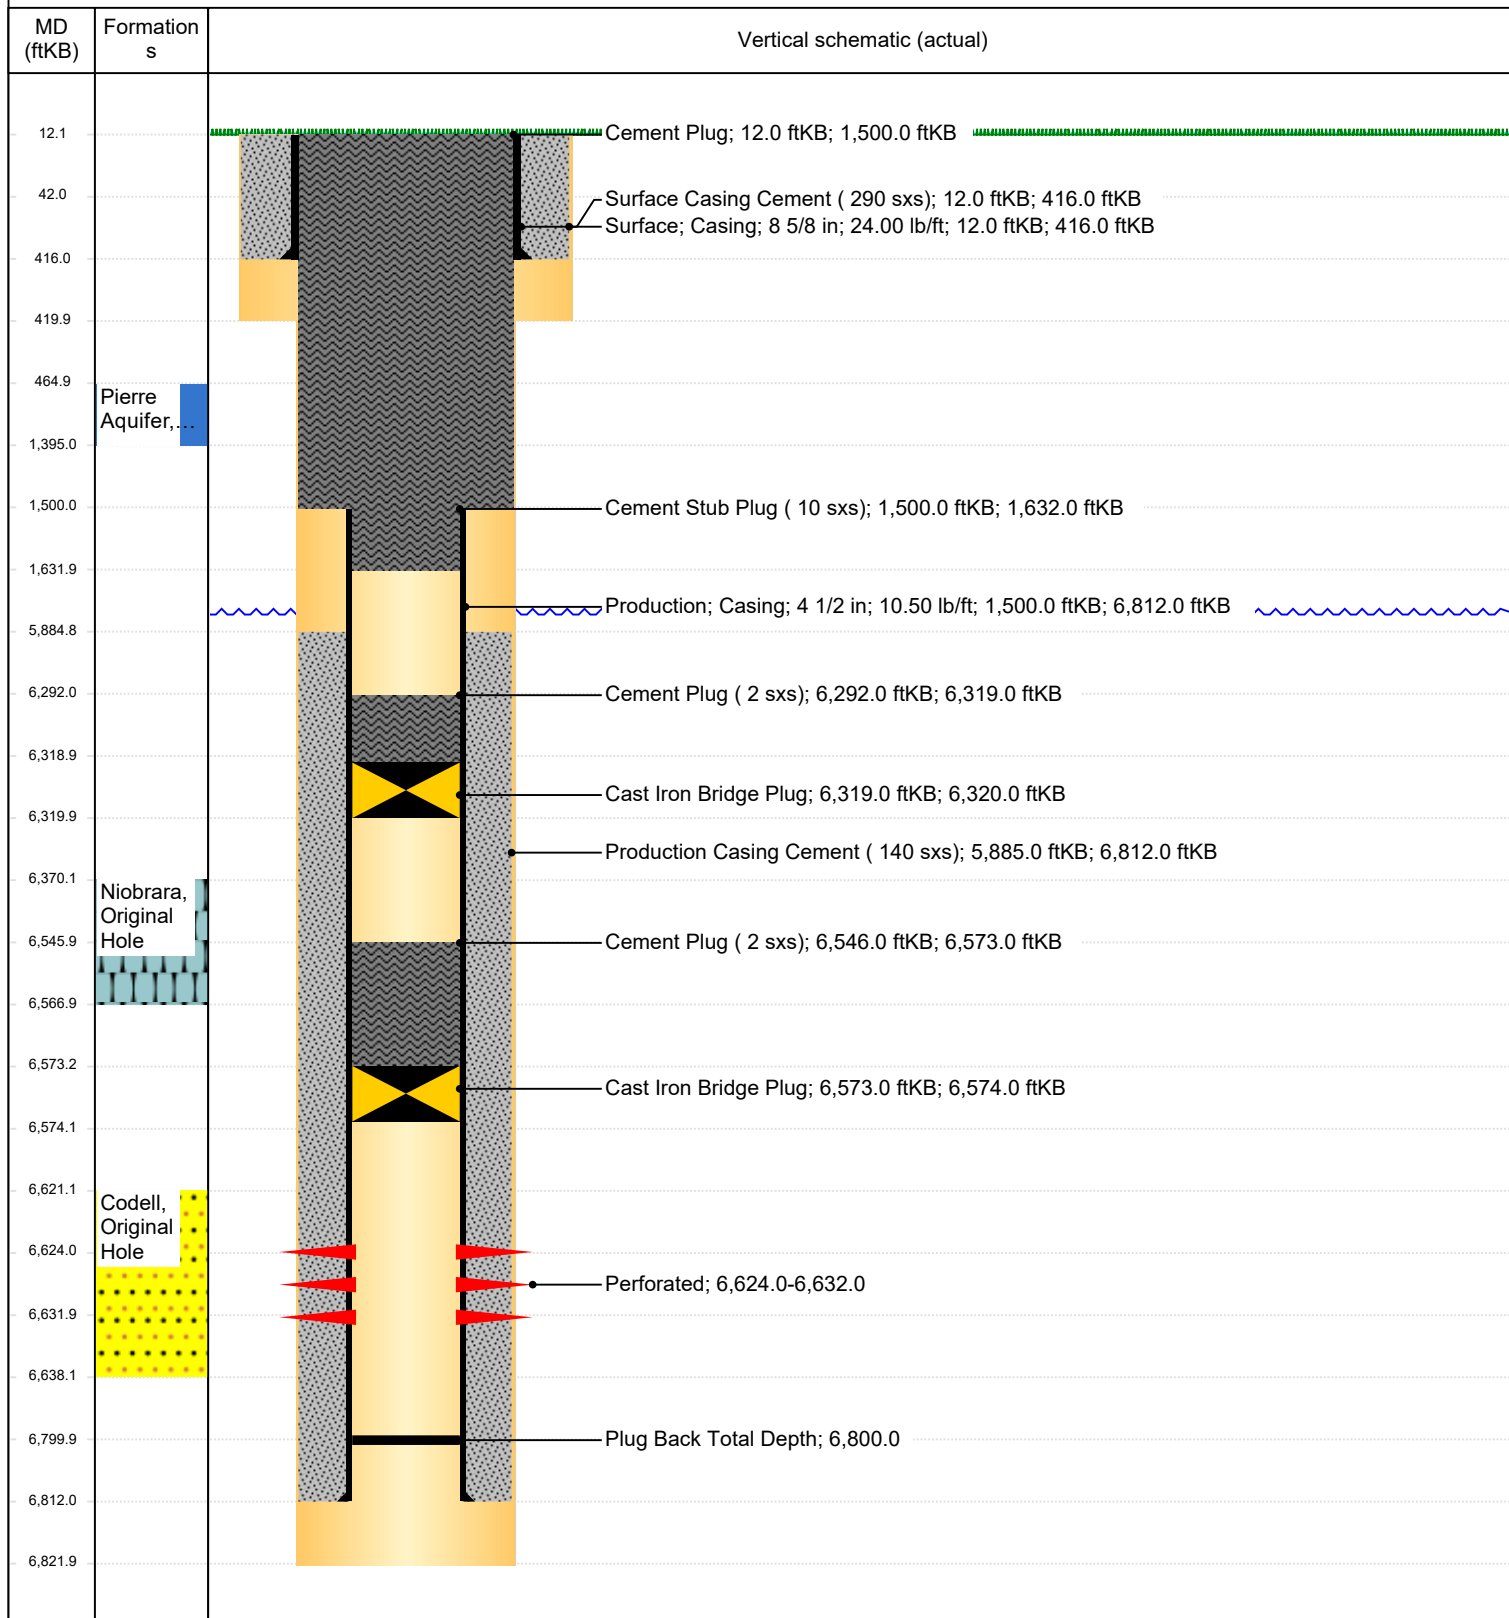 MD
(ftKB)
Formation
s
Vertical schematic (actual)
12.1
Cement Plug; 12.0 ftKB; 1,500.0 ftKB
42.0
Surface Casing Cement ( 290 sxs); 12.0 ftKB; 416.0 ftKB
Surface; Casing; 8 5/8 in; 24.00 lb/ft; 12.0 ftKB; 416.0 ftKB
416.0
419.9
464.9
Pierre
Aquifer,...
1,395.0
1,500.0
Cement Stub Plug ( 10 sxs); 1,500.0 ftKB; 1,632.0 ftKB
1,631.9
Production; Casing; 4 1/2 in; 10.50 lb/ft; 1,500.0 ftKB; 6,812.0 ftKB
5,884.8
6,292.0
Cement Plug ( 2 sxs); 6,292.0 ftKB; 6,319.0 ftKB
6,318.9
Cast Iron Bridge Plug; 6,319.0 ftKB; 6,320.0 ftKB
6,319.9
Production Casing Cement ( 140 sxs); 5,885.0 ftKB; 6,812.0 ftKB
6,370.1
Niobrara,
Original
Hole
6,545.9
Cement Plug ( 2 sxs); 6,546.0 ftKB; 6,573.0 ftKB
6,566.9
6,573.2
Cast Iron Bridge Plug; 6,573.0 ftKB; 6,574.0 ftKB
6,574.1
6,621.1
Codell,
Original
Hole
6,624.0
Perforated; 6,624.0-6,632.0
6,631.9
6,638.1
6,799.9
Plug Back Total Depth; 6,800.0
6,812.0
6,821.9